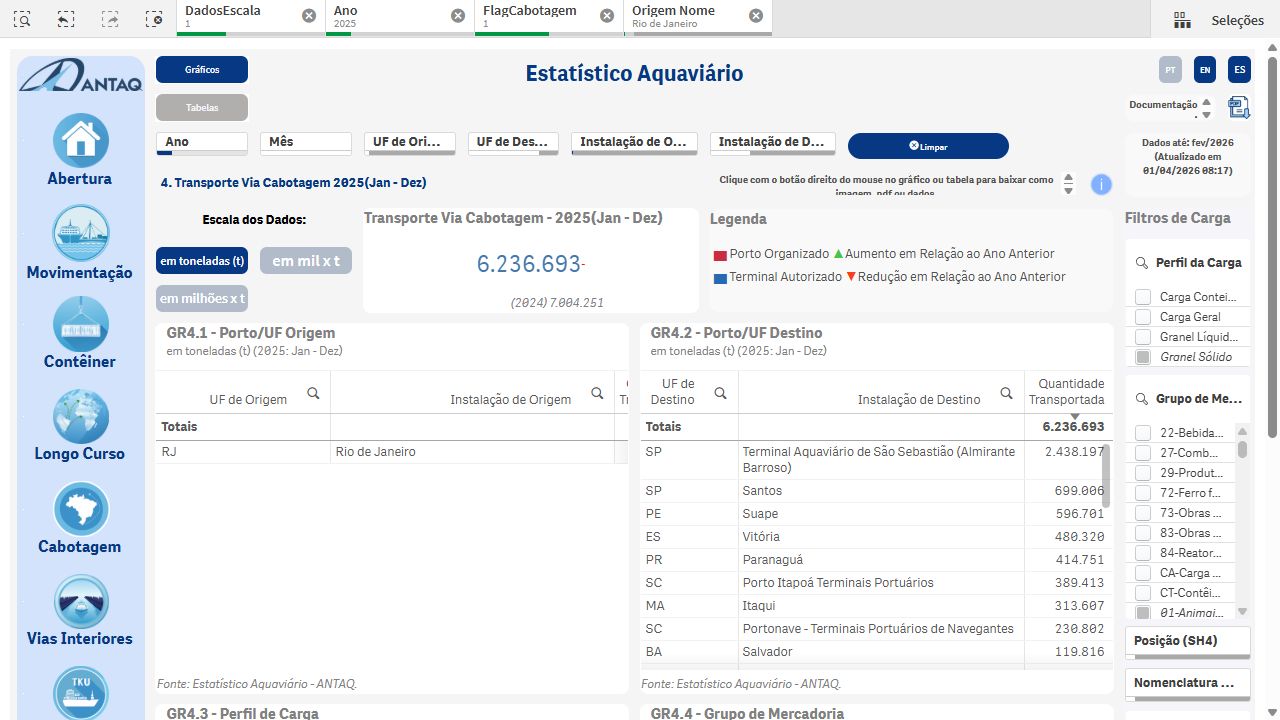 DadosEscala
1
Ano
2025
FlagCabotagem
1
Origem Nome
Rio de Janeiro
Seleções
ANTAQ
Abertura
Movimentação
Contêiner
Longo Curso
Cabotagem
Vias Interiores
TKU
Gráficos
Tabelas
Estatístico Aquaviário
PT
EN
ES
Documentação
Ano
Mês
UF de Ori...
UF de Des...
Instalação de O...
Instalação de D...
Limpar
Dados até: fev/2026
(Atualizado em
01/04/2026 08:17)
4. Transporte Via Cabotagem 2025(Jan - Dez)
Clique com o botão direito do mouse no gráfico ou tabela para baixar como
imagem, pdf ou dados
Escala dos Dados:
em toneladas (t)
em mil x t
em milhões x t
Transporte Via Cabotagem - 2025(Jan - Dez)
6.236.693-
(2024) 7.004.251
Legenda
Porto Organizado ▲Aumento em Relação ao Ano Anterior
Terminal Autorizado ▼Redução em Relação ao Ano Anterior
GR4.1 - Porto/UF Origem
em toneladas (t) (2025: Jan - Dez)
UF de Origem
Instalação de Origem
Totais
RJ
Rio de Janeiro
Fonte: Estatístico Aquaviário - ANTAQ.
GR4.2 - Porto/UF Destino
em toneladas (t) (2025: Jan - Dez)
UF de
Destino
Instalação de Destino
Quantidade
Transportada
Totais 6.236.693
SP Terminal Aquaviário de São Sebastião (Almirante
Barroso) 2.438.197
SP Santos 699.006
PE Suape 596.701
ES Vitória 480.320
PR Paranaguá 414.751
SC Porto Itapoá Terminais Portuários 389.413
MA Itaqui 313.607
SC Portonave - Terminais Portuários de Navegantes 230.802
BA Salvador 119.816
Fonte: Estatístico Aquaviário - ANTAQ.
Filtros de Carga
Perfil da Carga
Carga Contei...
Carga Geral
Granel Líquid...
Granel Sólido
Grupo de Me...
22-Bebida...
27-Comb...
29-Produt...
72-Ferro f...
73-Obras ...
83-Obras ...
84-Reator...
CA-Carga ...
CT-Contêi...
01-Animai...
Posição (SH4)
Nomenclatura ...
GR4.3 - Perfil de Carga
GR4.4 - Grupo de Mercadoria